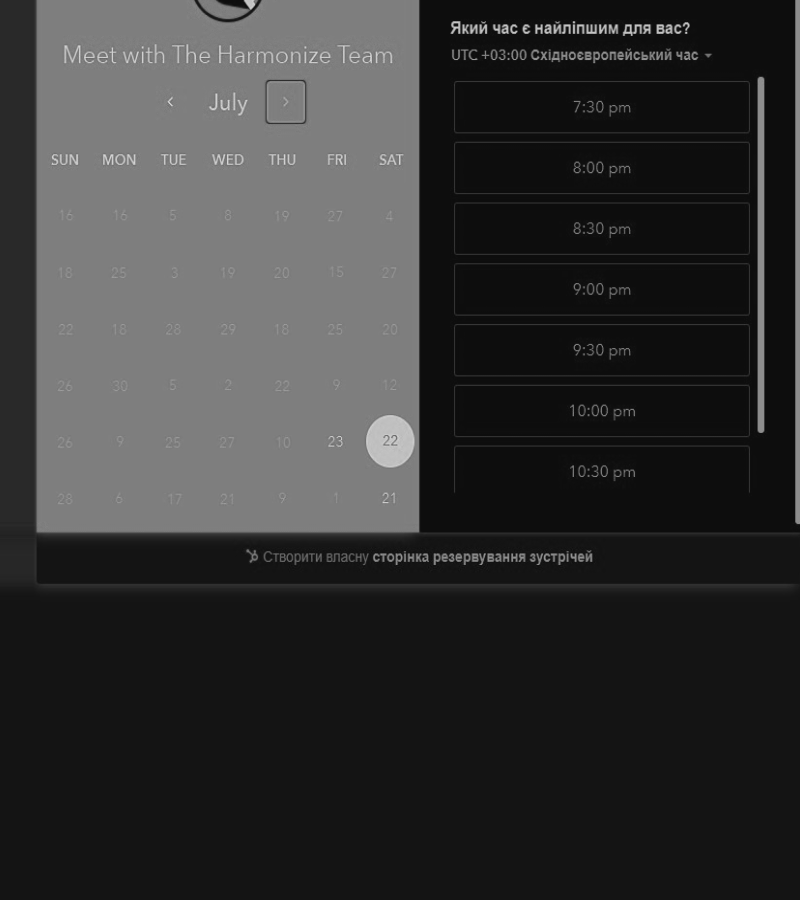 Meet with The Harmonize Team
July
SUN MON TUE WED THU FRI SAT
16 16 5 8 19 27 4
18 25 3 19 20 15 27
22 18 28 29 18 25 20
26 30 5 2 22 9 12
26 9 25 27 10 23 22
28 6 17 21 9 1 21
Який час є найліпшим для вас?
UTC +03:00 Східноєвропейський час
7:30 pm
8:00 pm
8:30 pm
9:00 pm
9:30 pm
10:00 pm
10:30 pm
Створити власну сторінка резервування зустрічей